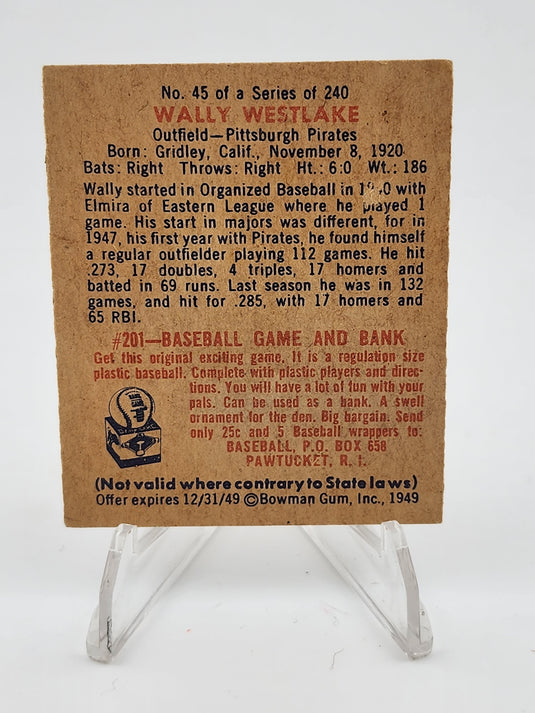 No. 45 of a Series of 240
WALLY WESTLAKE
Outfield—Pittsburgh Pirates
Born: Gridley, Calif., November 8, 1920
Bats: Right Throws: Right Ht.: 6:0 Wt.: 186
Wally started in Organized Baseball in with
Elmira of Eastern League where he played 1
game. His start in majors was different, for in
1947, his first year with Pirates, he found himself
a regular outfielder playing 112 games. He hit
.273, 17 doubles, 4 triples, 17 homers and
batted in 69 runs. Last season he was in 132
games, and hit for .285, with 17 homers and
65 RBI.
#201—BASEBALL GAME AND BANK
Get this original exciting game. It is a regulation size
plastic baseball. Complete with plastic players and direc-
tions. You will have a lot of fun with your
pals. Can be used as a bank. A swell
ornament for the den. Big bargain. Send
only 25c and 5 Baseball wrappers to:
BASEBALL, P.O. BOX 658
PAWTUCKET, R. I.
(Not valid where contrary to State laws)
Offer expires 12/31/49 ©Bowman Gum, Inc., 1949